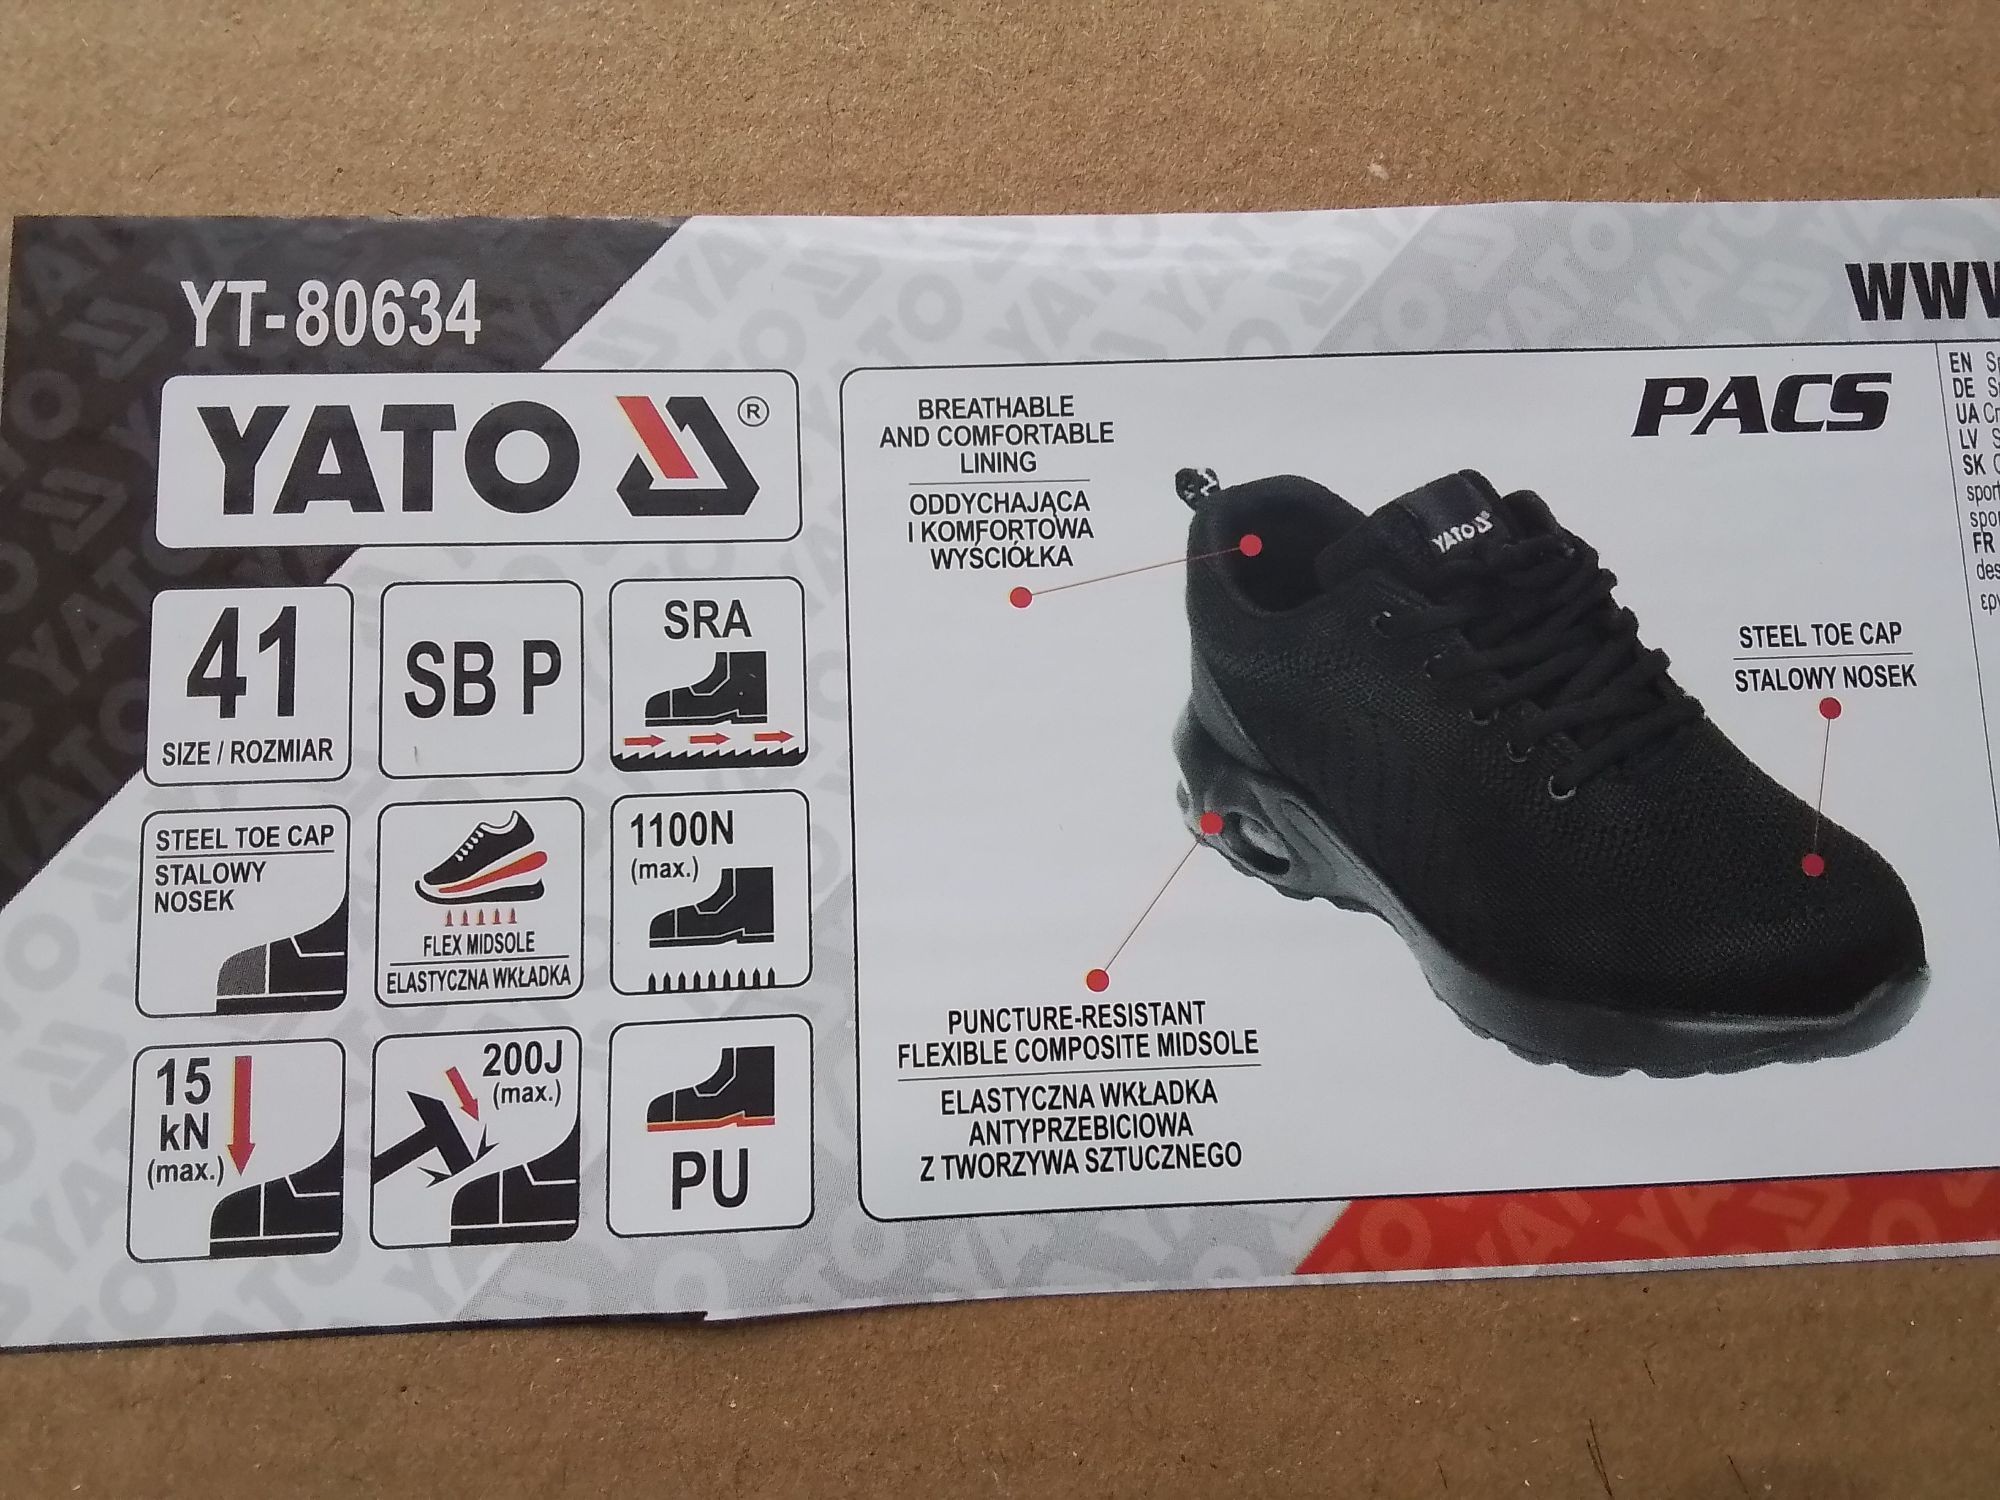 YT-80634
YATO ®
41
SIZE / ROZMIAR
SB P
SRA
STEEL TOE CAP
STALOWY
NOSEK
FLEX MIDSOLE
ELASTYCZNA WKŁADKA
1100N
(max.)
15
kN
(max.)
200J
(max.)
PU
WWW
PACS
BREATHABLE
AND COMFORTABLE
LINING
ODDYCHAJĄCA
I KOMFORTOWA
WYŚCIÓŁKA
YATO
STEEL TOE CAP
STALOWY NOSEK
PUNCTURE-RESISTANT
FLEXIBLE COMPOSITE MIDSOLE
ELASTYCZNA WKŁADKA
ANTYPRZEBICIOWA
Z TWORZYWA SZTUCZNEGO
EN
DE
UA
LV
SK
FR
des